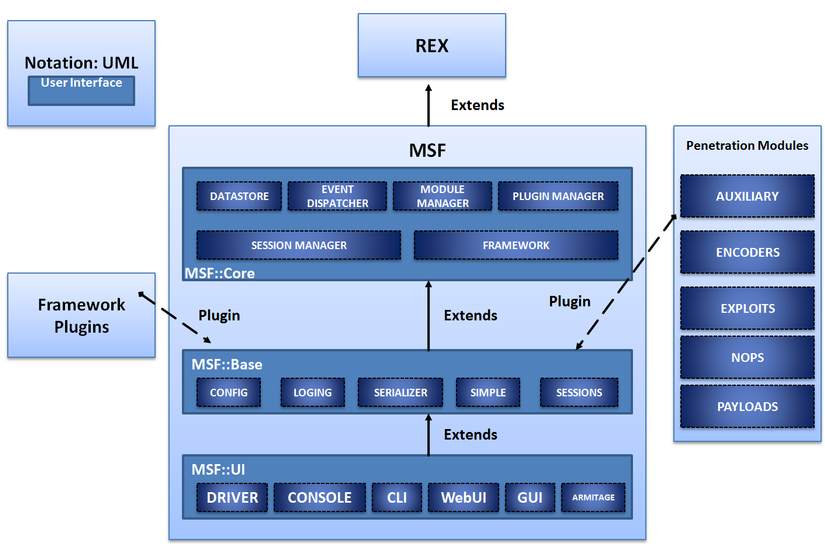 Notation: UML
User Interface
REX
Extends
MSF
DATASTORE
EVENT
DISPATCHER
MODULE
MANAGER
PLUGIN MANAGER
SESSION MANAGER
FRAMEWORK
MSF::Core
Penetration Modules
AUXILIARY
ENCODERS
EXPLOITS
NOPS
PAYLOADS
Framework
Plugins
Plugin
Plugin
Extends
MSF::Base
CONFIG
LOGING
SERIALIZER
SIMPLE
SESSIONS
Extends
MSF::UI
DRIVER
CONSOLE
CLI
WebUI
GUI
ARMITAGE